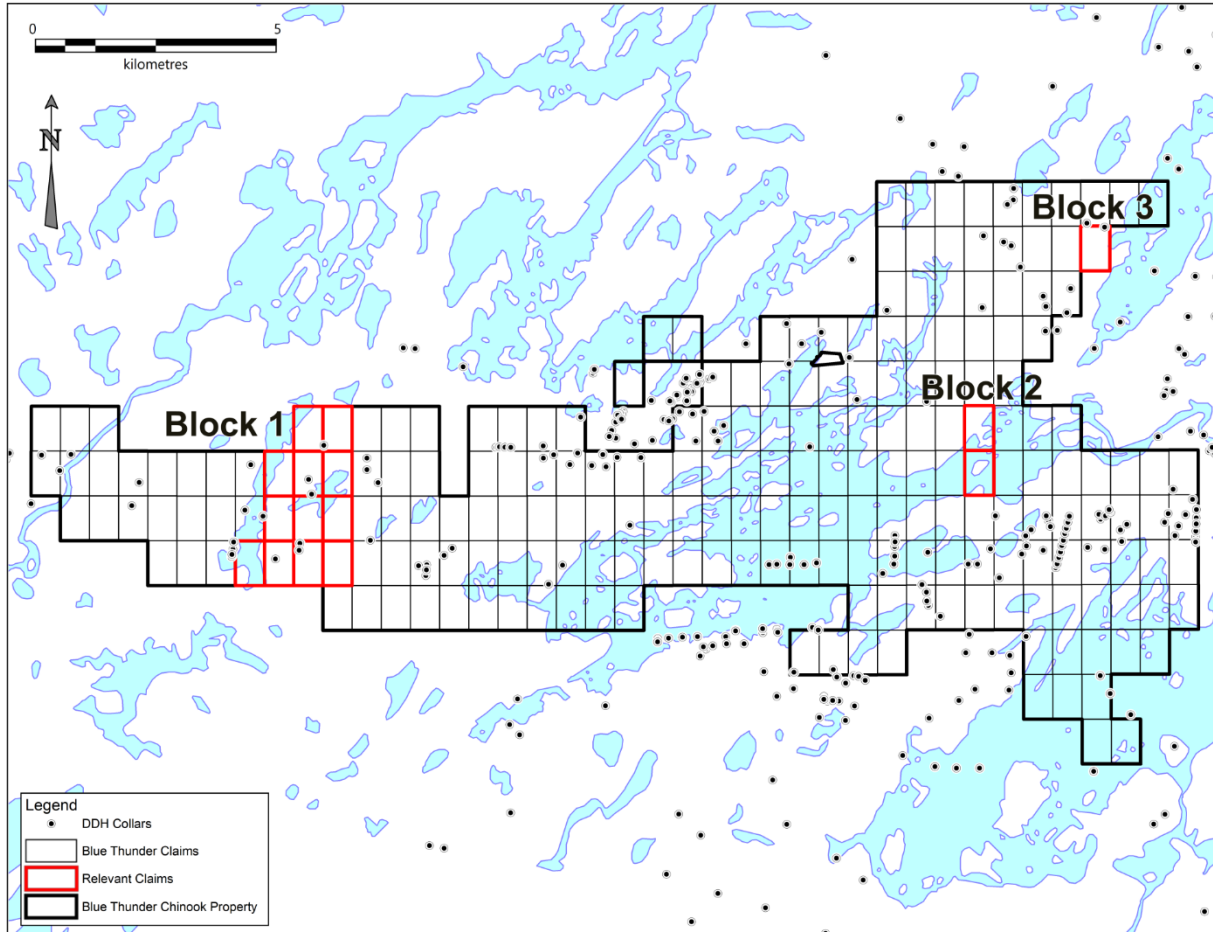 0 5
kilometres
N
Block 3
Block 2
Block 1
Legend
DDH Collars
Blue Thunder Claims
Relevant Claims
Blue Thunder Chinook Property